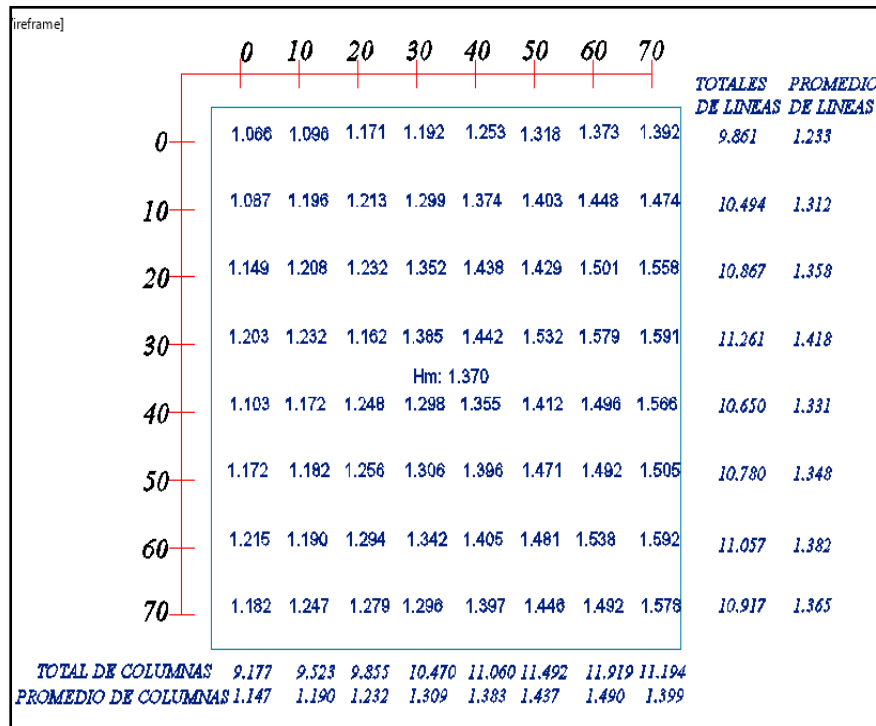 ireframe]
0 10 20 30 40 50 60 70
TOTALES DE LINEAS PROMEDIO DE LINEAS
0 1.066 1.096 1.171 1.192 1.253 1.318 1.373 1.392 9.861 1.233
10 1.087 1.196 1.213 1.299 1.374 1.403 1.448 1.474 10.494 1.312
20 1.149 1.208 1.232 1.352 1.438 1.429 1.501 1.558 10.867 1.358
30 1.203 1.232 1.162 1.385 1.442 1.532 1.579 1.591 11.261 1.418
Hm: 1.370
40 1.103 1.172 1.248 1.298 1.355 1.412 1.496 1.566 10.650 1.331
50 1.172 1.182 1.256 1.306 1.396 1.471 1.492 1.505 10.780 1.348
60 1.215 1.190 1.294 1.342 1.405 1.481 1.538 1.592 11.057 1.382
70 1.182 1.247 1.279 1.296 1.397 1.446 1.492 1.578 10.917 1.365
TOTAL DE COLUMNAS 9.177 9.523 9.855 10.470 11.060 11.492 11.919 11.194
PROMEDIO DE COLUMNAS 1.147 1.190 1.232 1.309 1.383 1.437 1.490 1.399